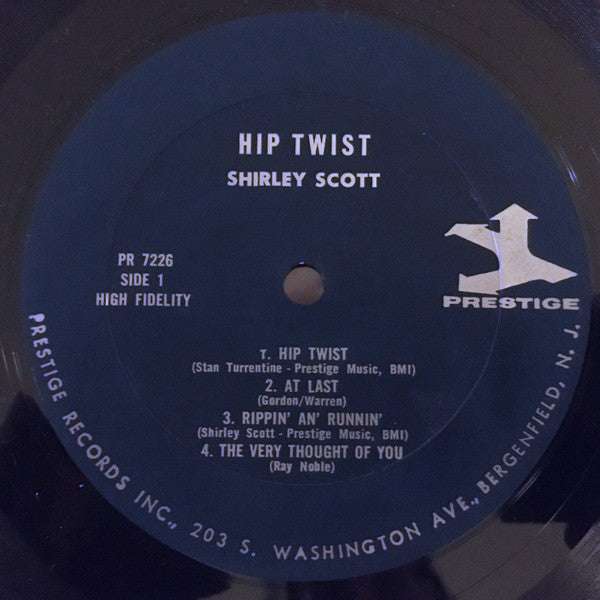 HIP TWIST
SHIRLEY SCOTT
PR 7226
SIDE 1
HIGH FIDELITY
PRESTIGE
1. HIP TWIST
(Stan Turrentine - Prestige Music, BMI)
2. AT LAST
(Gordon/Warren)
3. RIPPIN' AN' RUNNIN'
(Shirley Scott - Prestige Music, BMI)
4. THE VERY THOUGHT OF YOU
(Ray Noble)
PRESTIGE RECORDS INC., 203 S. WASHINGTON AVE., BERGENFIELD, N. J.